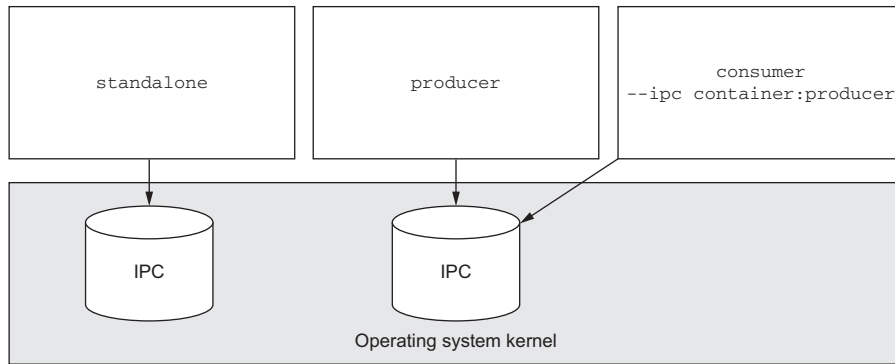 standalone
producer
consumer
--ipc container:producer
IPC
IPC
Operating system kernel